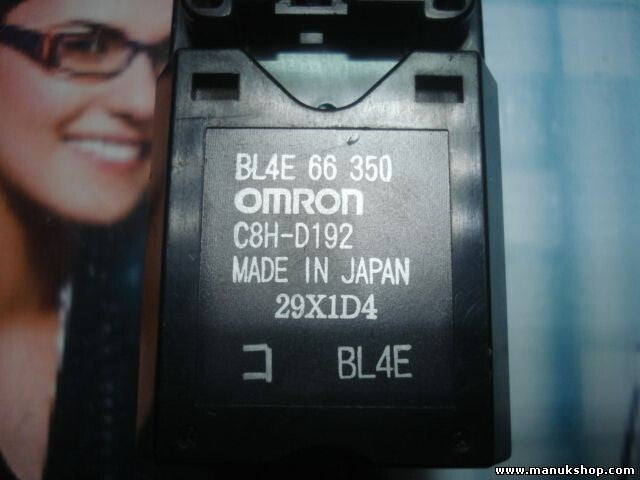 BL4E 66 350
OMRON
C8H-D192
MADE IN JAPAN
29X1D4
コ BL4E
www.manukshop.com